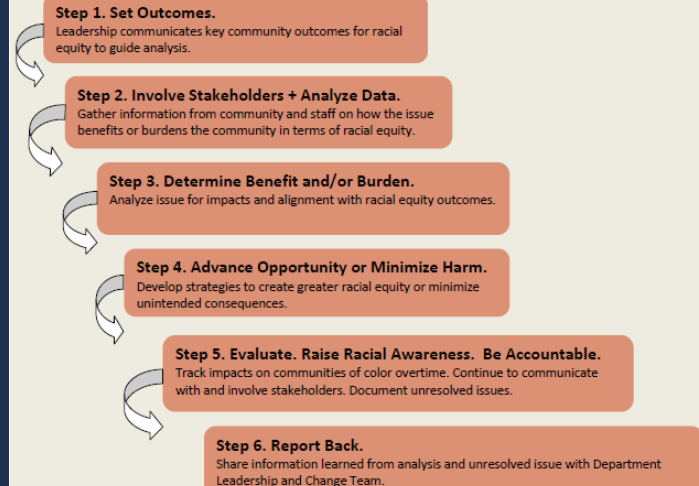 Step 1. Set Outcomes.
Leadership communicates key community outcomes for racial
equity to guide analysis.
Step 2. Involve Stakeholders + Analyze Data.
Gather information from community and staff on how the issue
benefits or burdens the community in terms of racial equity.
Step 3. Determine Benefit and/or Burden.
Analyze issue for impacts and alignment with racial equity outcomes.
Step 4. Advance Opportunity or Minimize Harm.
Develop strategies to create greater racial equity or minimize
unintended consequences.
Step 5. Evaluate. Raise Racial Awareness.  Be Accountable.
Track impacts on communities of color overtime. Continue to communicate
with and involve stakeholders. Document unresolved issues.
Step 6. Report Back.
Share information learned from analysis and unresolved issue with Department
Leadership and Change Team.